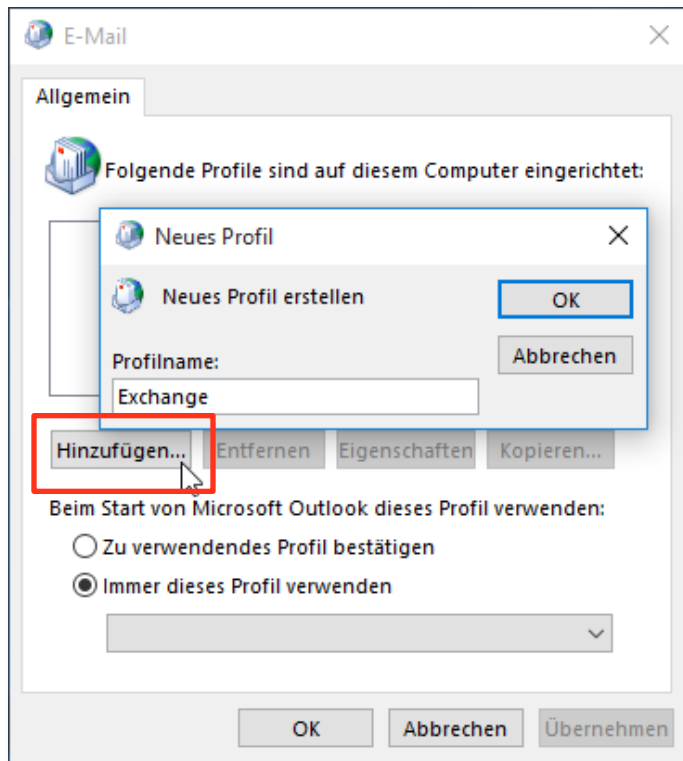 E-Mail
Allgemein
Folgende Profile sind auf diesem Computer eingerichtet:
Neues Profil
Neues Profil erstellen
OK
Abbrechen
Profilname:
Exchange
Hinzufügen...
Entfernen
Eigenschaften
Kopieren...
Beim Start von Microsoft Outlook dieses Profil verwenden:
Zu verwendendes Profil bestätigen
Immer dieses Profil verwenden
OK
Abbrechen
Übernehmen